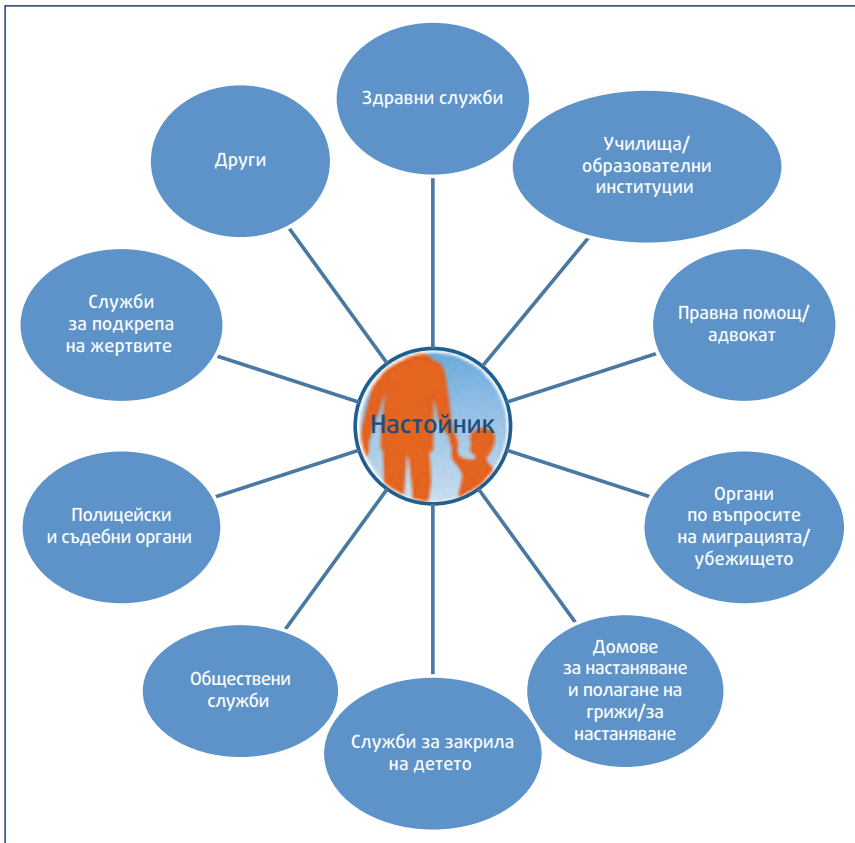 Здравни служби
Училища/
образователни
институции
Правна помощ/
адвокат
Органи
по въпросите
на миграцията/
убежището
Домове
за настаняване
и полагане на
грижи/за
настаняване
Служби за закрила
на детето
Обществени
служби
Полицейски
и съдебни органи
Служби
за подкрепа
на жертвите
Други
Настойник